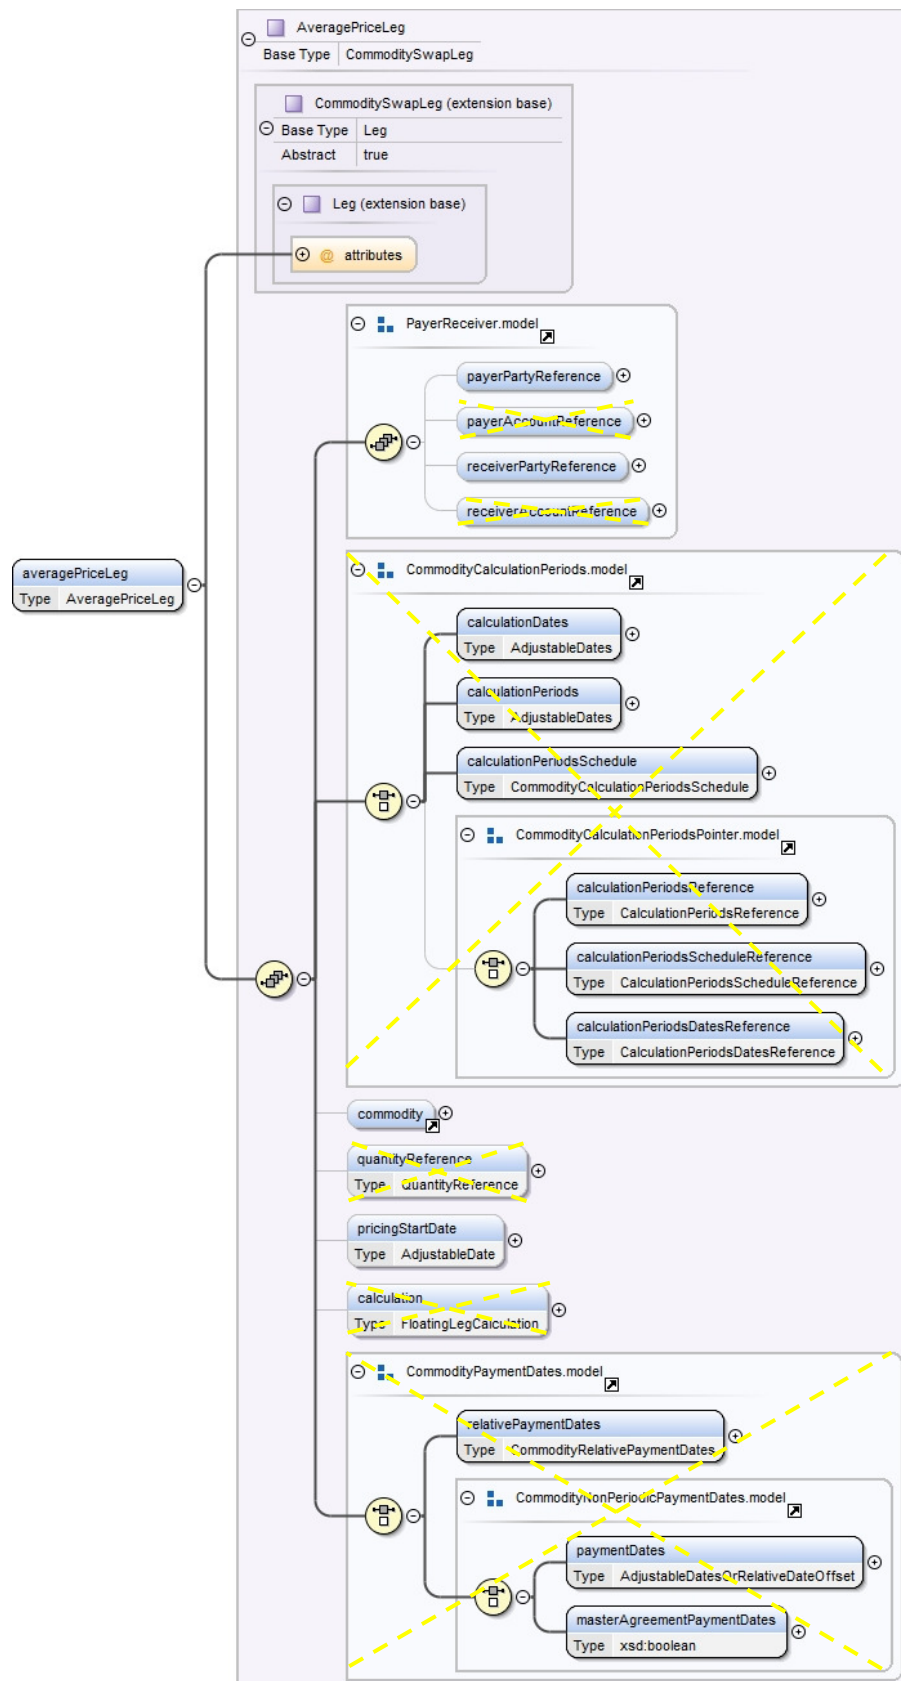 AveragePriceLeg
Base Type CommoditySwapLeg
CommoditySwapLeg (extension base)
Base Type Leg
Abstract true
Leg (extension base)
@ attributes
PayerReceiver.model
payerPartyReference
payerAccountReference
receiverPartyReference
receiverAccountReference
averagePriceLeg
Type AveragePriceLeg
CommodityCalculationPeriods.model
calculationDates
Type AdjustableDates
calculationPeriods
Type AdjustableDates
calculationPeriodsSchedule
Type CommodityCalculationPeriodsSchedule
CommodityCalculationPeriodsPointer.model
calculationPeriodsReference
Type CalculationPeriodsReference
calculationPeriodsScheduleReference
Type CalculationPeriodsScheduleReference
calculationPeriodsDatesReference
Type CalculationPeriodsDatesReference
commodity
quantityReference
Type QuantityReference
pricingStartDate
Type AdjustableDate
calculation
Type FloatingLegCalculation
CommodityPaymentDates.model
relativePaymentDates
Type CommodityRelativePaymentDates
CommodityNonPeriodicPaymentDates.model
paymentDates
Type AdjustableDatesOrRelativeDateOffset
masterAgreementPaymentDates
Type xsd:boolean